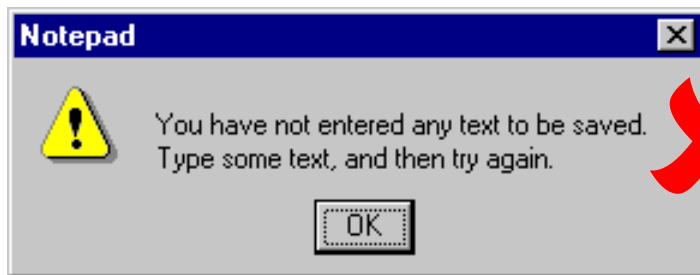 Notepad
You have not entered any text to be saved.
Type some text, and then try again.
OK